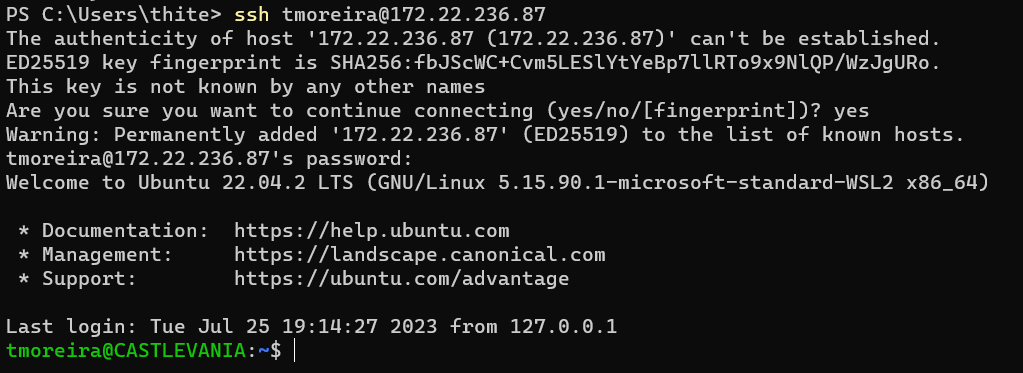 PS C:\Users\thite> ssh tmoreira@172.22.236.87
The authenticity of host '172.22.236.87 (172.22.236.87)' can't be established.
ED25519 key fingerprint is SHA256:fbJScWC+Cvm5LESlYtYeBp7llRTo9x9NlQP/WzJgURo.
This key is not known by any other names
Are you sure you want to continue connecting (yes/no/[fingerprint])? yes
Warning: Permanently added '172.22.236.87' (ED25519) to the list of known hosts.
tmoreira@172.22.236.87's password:
Welcome to Ubuntu 22.04.2 LTS (GNU/Linux 5.15.90.1-microsoft-standard-WSL2 x86_64)

 * Documentation:  https://help.ubuntu.com
 * Management:     https://landscape.canonical.com
 * Support:        https://ubuntu.com/advantage

Last login: Tue Jul 25 19:14:27 2023 from 127.0.0.1
tmoreira@CASTLEVANIA:~$